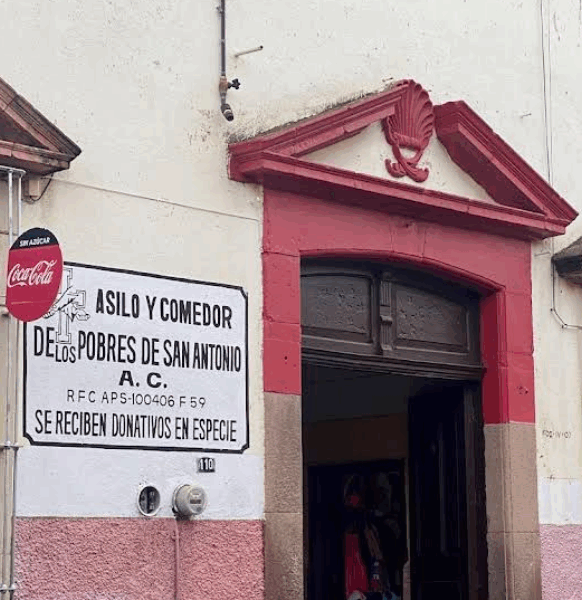 SIN AZÚCAR
Coca-Cola
ASILO Y COMEDOR
DE LOS POBRES DE SAN ANTONIO
A. C.
RFC APS-100406 F 59
SE RECIBEN DONATIVOS EN ESPECIE
110